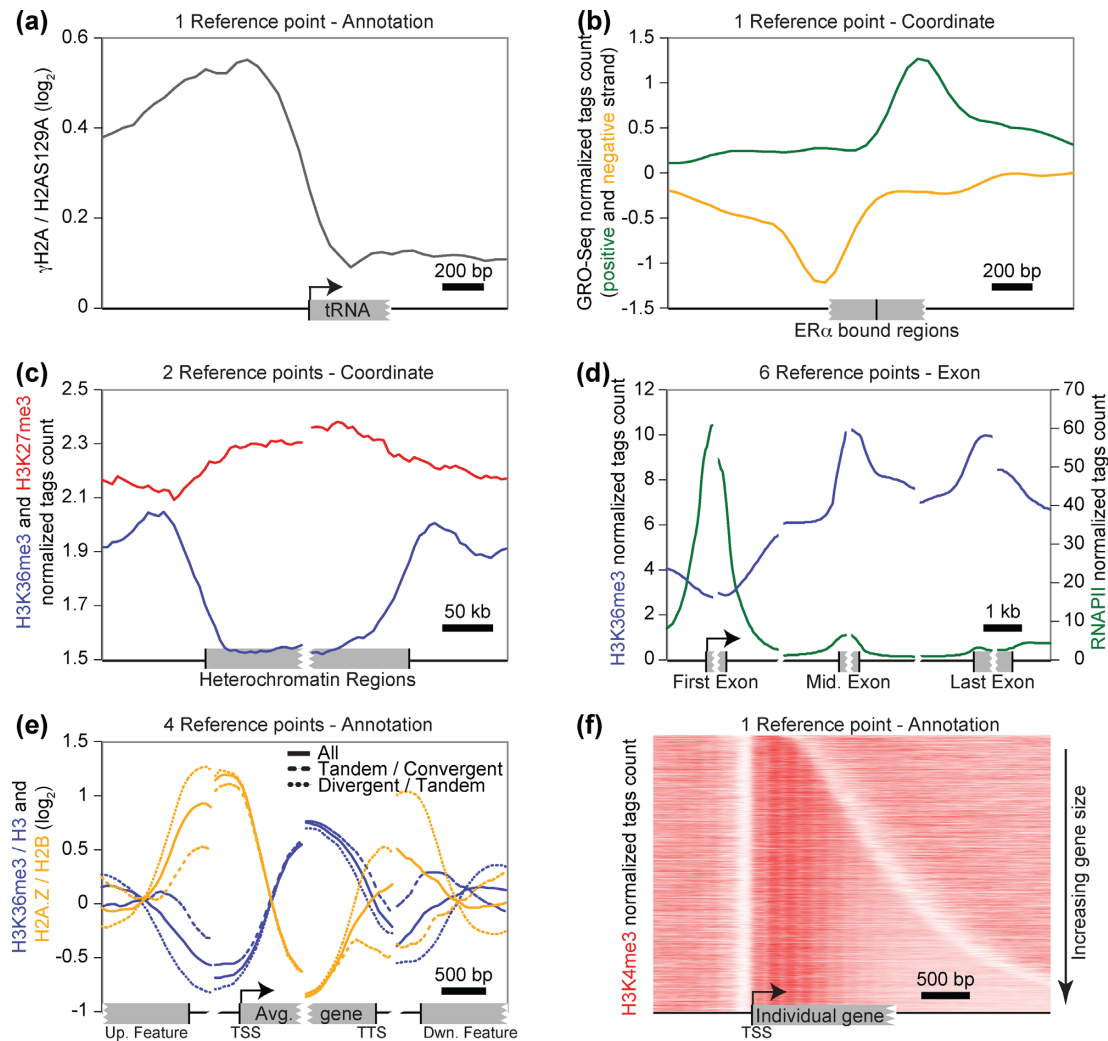 (a)
1 Reference point - Annotation
γH2A / H2AS129A (log2)
0.6
0.4
0.2
0
200 bp
tRNA
(b)
1 Reference point - Coordinate
GRO-Seq normalized tags count
(positive and negative strand)
1.5
1
0.5
0
-0.5
-1
-1.5
200 bp
ERα bound regions
(c)
2 Reference points - Coordinate
H3K36me3 and H3K27me3
normalized tags count
2.5
2.3
2.1
1.9
1.7
1.5
50 kb
Heterochromatin Regions
(d)
6 Reference points - Exon
H3K36me3 normalized tags count
12
10
8
6
4
2
0
70
60
50
40
30
20
10
0
RNAPII normalized tags count
1 kb
First Exon
Mid. Exon
Last Exon
(e)
4 Reference points - Annotation
H3K36me3 / H3 and
H2A.Z / H2B (log2)
1.5
1
0.5
0
-0.5
-1
All
Tandem / Convergent
Divergent / Tandem
500 bp
Avg. gene
Up. Feature
TSS
TTS
Dwn. Feature
(f)
1 Reference point - Annotation
H3K4me3 normalized tags count
Increasing gene size
500 bp
Individual gene
TSS